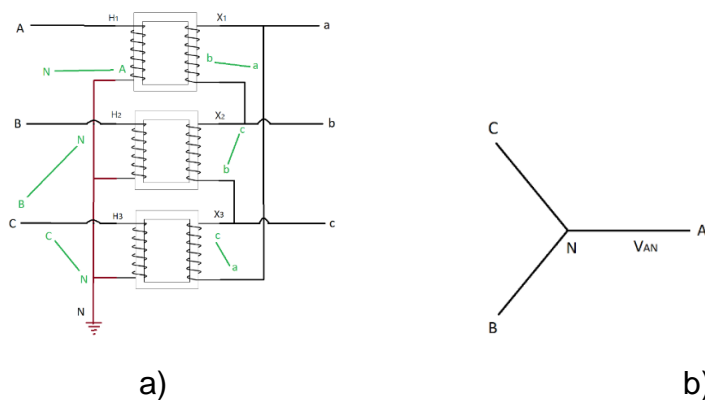 A H1 X1 a
N A b a
B H2 X2 b
N c
b
B
C H3 X3 c
C c
N a
N
a)
C
N VAN A
B
b)